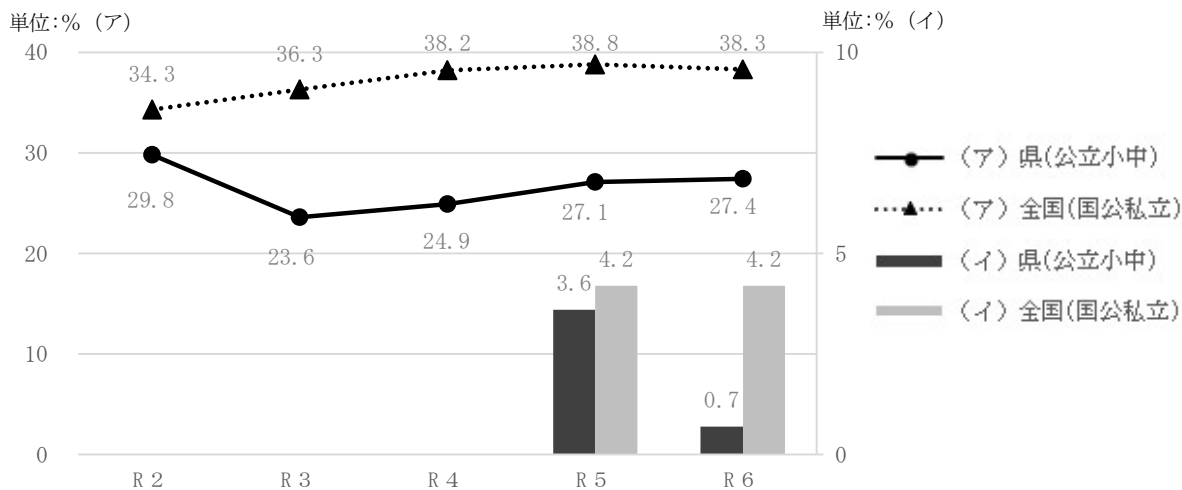 単位：％（ア）
単位：％（イ）
40
30
20
10
0
34.3
36.3
38.2
38.8
38.3
29.8
23.6
24.9
27.1
27.4
3.6
4.2
0.7
4.2
10
5
0
Ｒ２
Ｒ３
Ｒ４
Ｒ５
Ｒ６
（ア）県(公立小中)
（ア）全国(国公私立)
（イ）県(公立小中)
（イ）全国(国公私立)